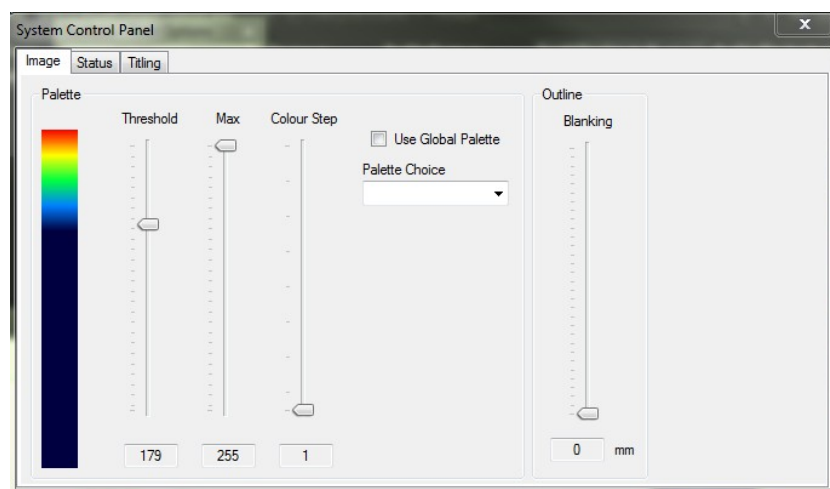 System Control Panel
x
Image Status Titling
Palette
Outline
Threshold Max Colour Step
Blanking
Use Global Palette
Palette Choice
179 255 1
0 mm